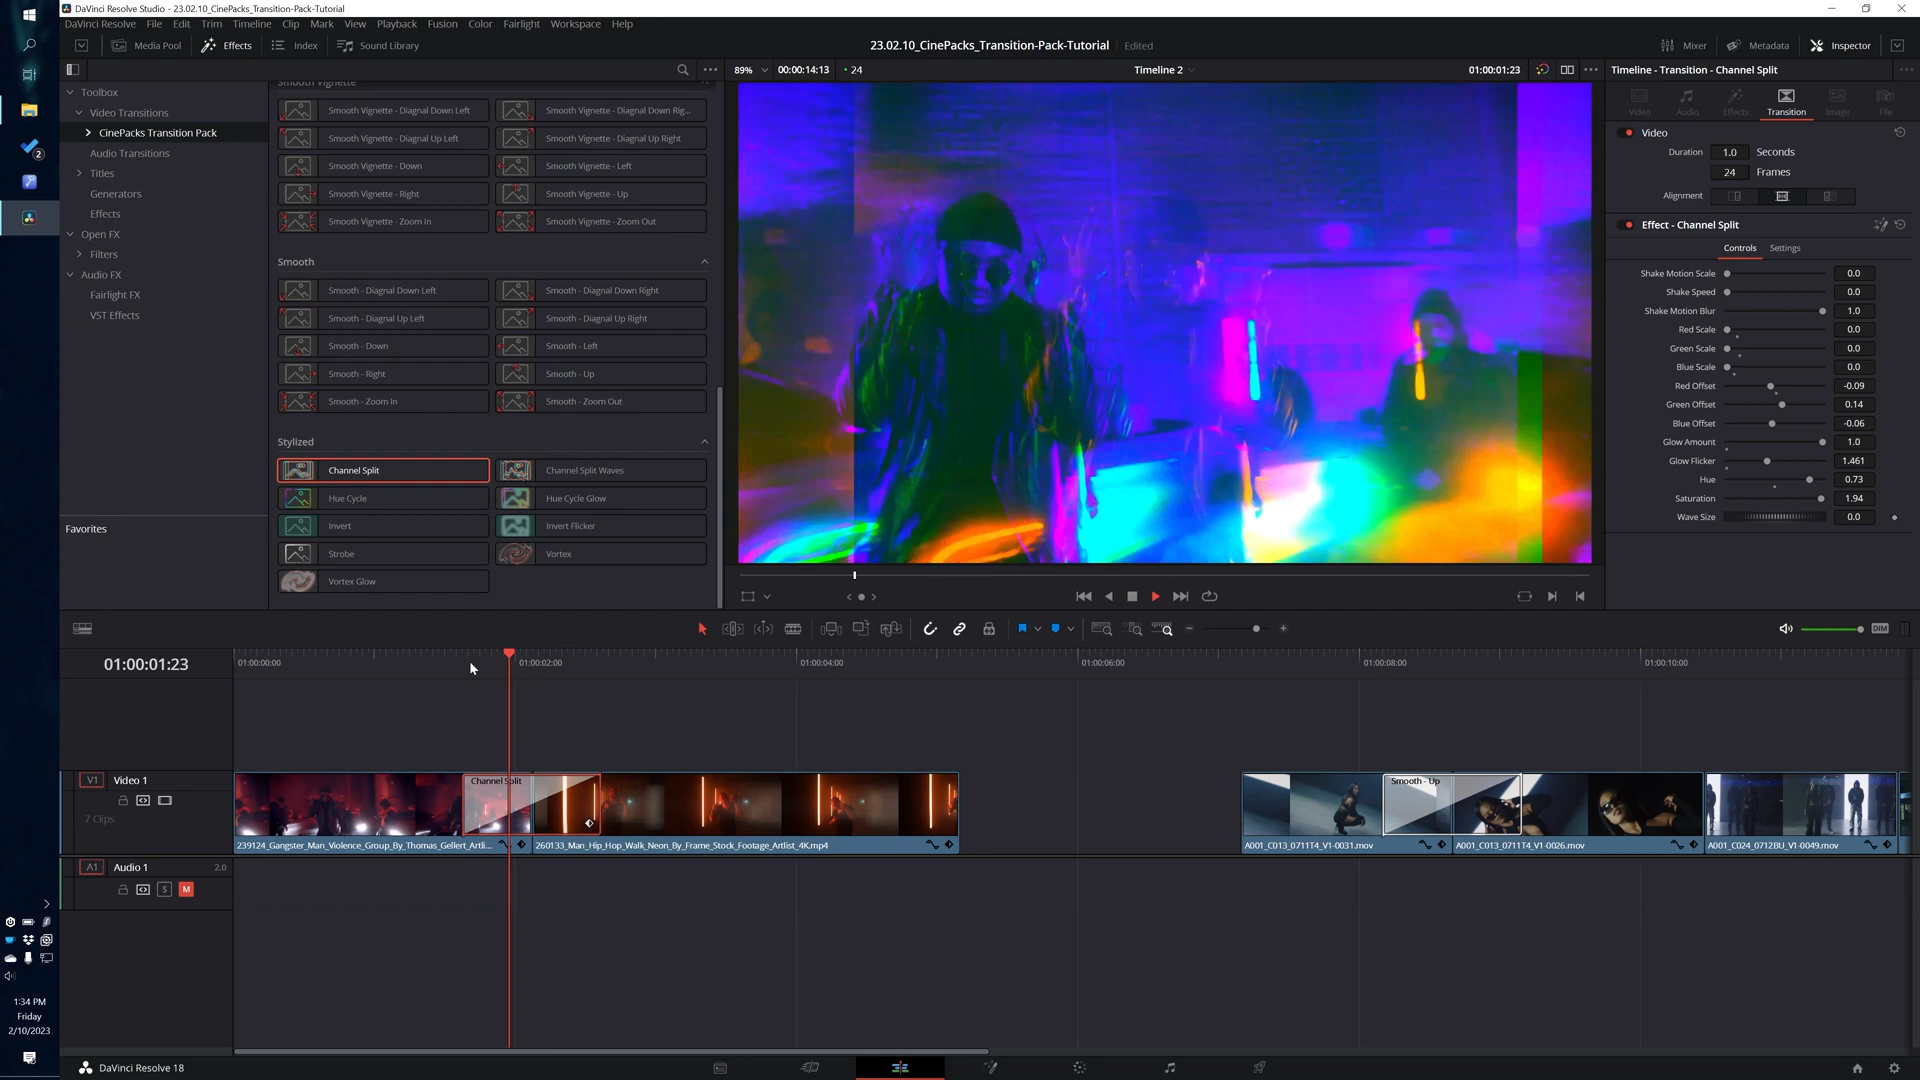 DaVinci Resolve Studio - 23.02.10_CinePacks_Transition-Pack-Tutorial
DaVinci Resolve File Edit Trim Timeline Clip Mark View Playback Fusion Color Fairlight Workspace Help
Media Pool Effects Index Sound Library
23.02.10_CinePacks_Transition-Pack-Tutorial Edited
Mixer Metadata Inspector
89% 00:00:14:13 24 Timeline 2 01:00:01:23
Timeline - Transition - Channel Split
Toolbox
Video Transitions
CinePacks Transition Pack
Audio Transitions
Titles
Generators
Effects
Open FX
Filters
Audio FX
Fairlight FX
VST Effects
Favorites
Smooth Vignette
Smooth Vignette - Diagnal Down Left
Smooth Vignette - Diagnal Down Rig...
Smooth Vignette - Diagnal Up Left
Smooth Vignette - Diagnal Up Right
Smooth Vignette - Down
Smooth Vignette - Left
Smooth Vignette - Right
Smooth Vignette - Up
Smooth Vignette - Zoom In
Smooth Vignette - Zoom Out
Smooth
Smooth - Diagnal Down Left
Smooth - Diagnal Down Right
Smooth - Diagnal Up Left
Smooth - Diagnal Up Right
Smooth - Down
Smooth - Left
Smooth - Right
Smooth - Up
Smooth - Zoom In
Smooth - Zoom Out
Stylized
Channel Split
Channel Split Waves
Hue Cycle
Hue Cycle Glow
Invert
Invert Flicker
Strobe
Vortex
Vortex Glow
Video Audio Effects Transition Image File
Video
Duration 1.0 Seconds
24 Frames
Alignment
Effect - Channel Split
Controls Settings
Shake Motion Scale 0.0
Shake Speed 0.0
Shake Motion Blur 1.0
Red Scale 0.0
Green Scale 0.0
Blue Scale 0.0
Red Offset -0.09
Green Offset 0.14
Blue Offset -0.06
Glow Amount 1.0
Glow Flicker 1.461
Hue 0.73
Saturation 1.94
Wave Size 0.0
DIM
01:00:01:23
01:00:00:00 01:00:02:00 01:00:04:00 01:00:06:00 01:00:08:00 01:00:10:00
V1 Video 1
7 Clips
Channel Split
Smooth - Up
239124_Gangster_Man_Violence_Group_By_Thomas_Gellert_Artli...
260133_Man_Hip_Hop_Walk_Neon_By_Frame_Stock_Footage_Artlist_4K.mp4
A001_C013_0711T4_V1-0031.mov
A001_C013_0711T4_V1-0026.mov
A001_C024_0712BU_V1-0049.mov
A1 Audio 1 2.0
S M
2
1:34 PM
Friday
2/10/2023
DaVinci Resolve 18